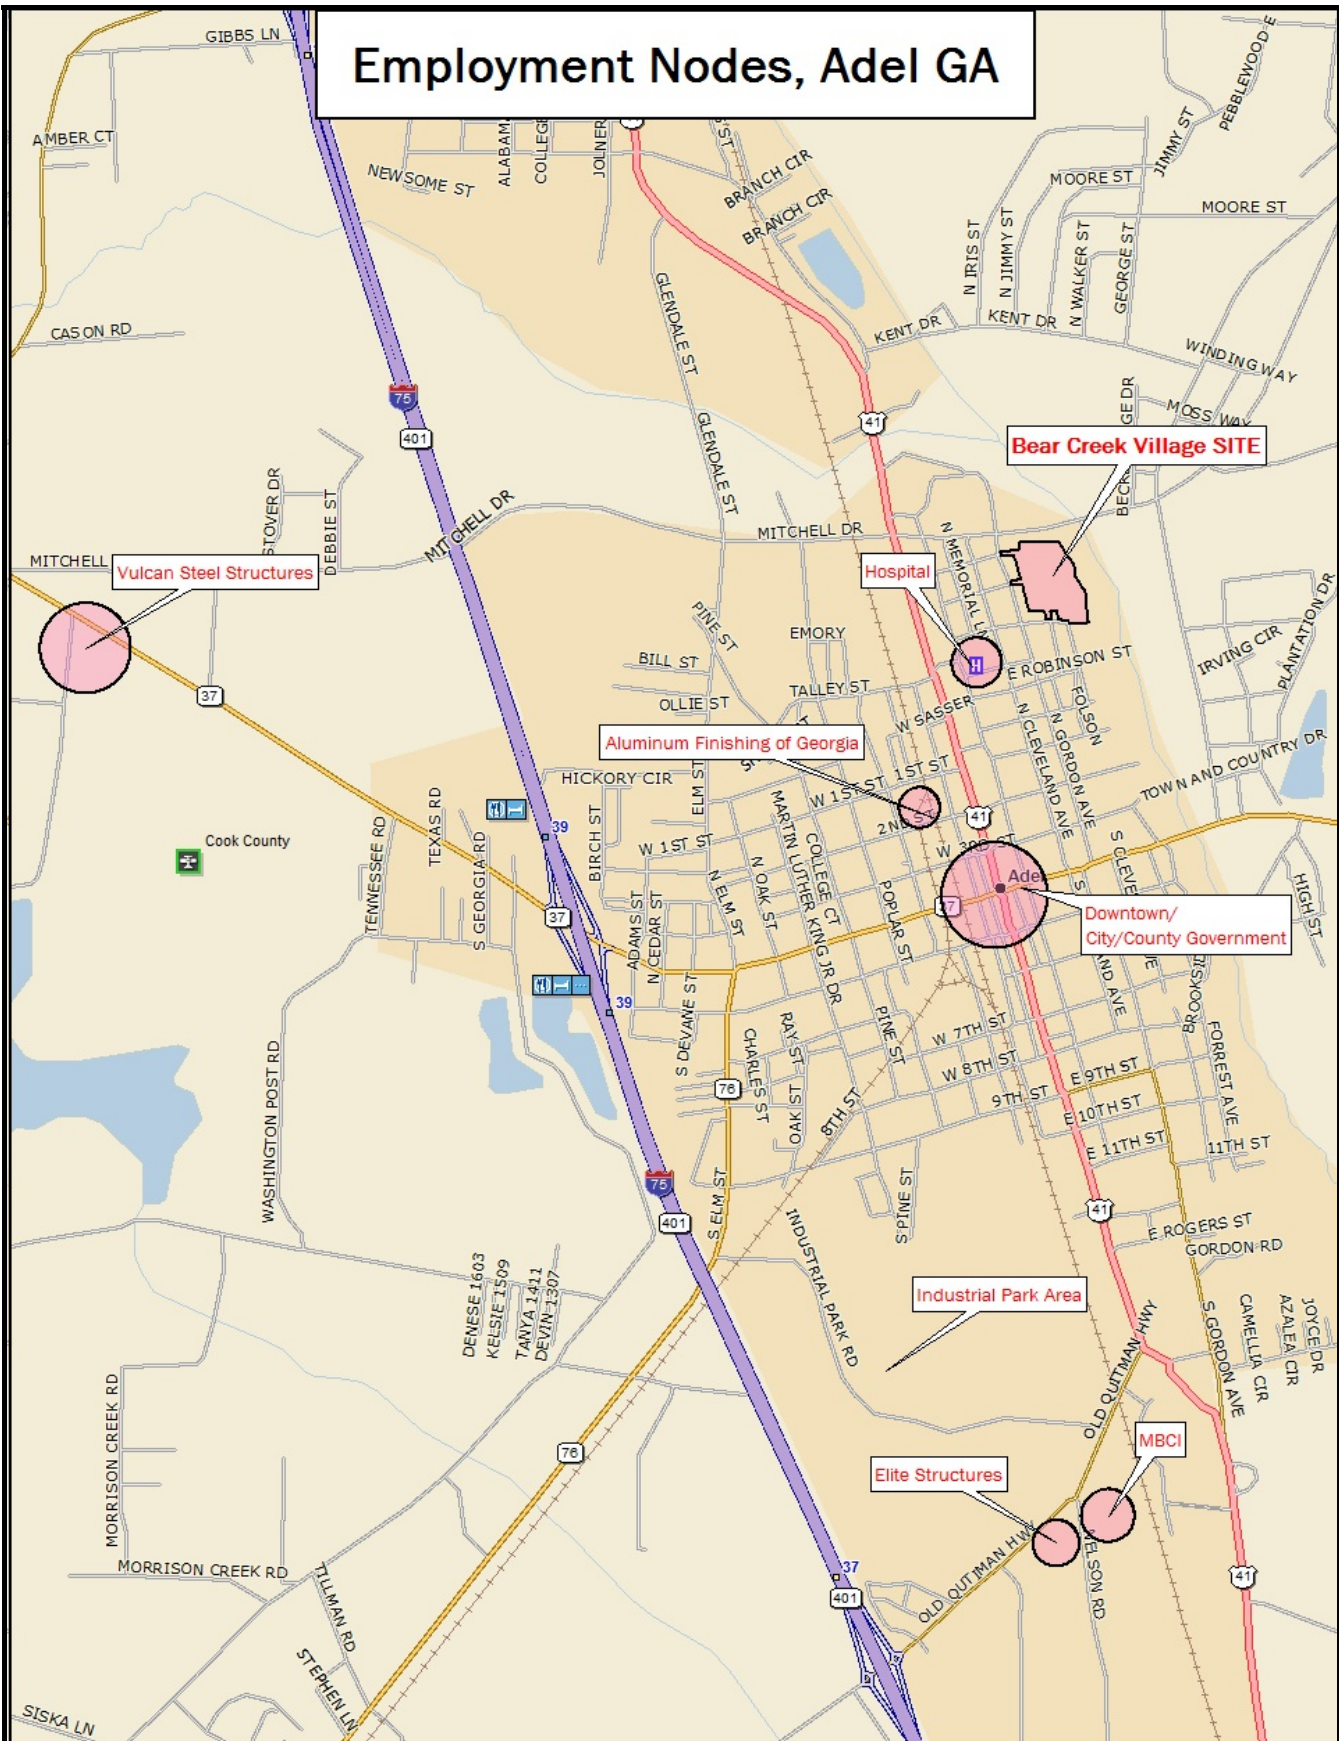 Employment Nodes, Adel GA
GIBBS LN
AMBER CT
NEWSOME ST
COLLEGE
JOLNER
BRANCH CIR
BRANCH CIR
JIMMY ST
PEBBLEWOOD E
MOORE ST
MOORE ST
N IRIS ST
N JIMMY ST
N WALKER ST
GEORGE ST
CASON RD
GLENDALE ST
KENT DR
KENT DR
WINDING WAY
75
401
41
GLENDALE ST
MOSS WAY
Bear Creek Village SITE
STOVER DR
DEBBIE ST
MITCHELL DR
MITCHELL DR
MITCHELL
Vulcan Steel Structures
Hospital
N MEMORIAL LN
H
PINE ST
EMORY
BILL ST
TALLEY ST
OLLIE ST
W SASSER
E ROBINSON ST
IRVING CIR
PLANTATION DR
37
FOLSON
N GORDON AVE
N CLEVELAND AVE
TOWN AND COUNTRY DR
Aluminum Finishing of Georgia
HICKORY CIR
ELM ST
W 1ST ST
1ST ST
2ND ST
41
TEXAS RD
TENNESSEE RD
S GEORGIA RD
39
BIRCH ST
W 1ST ST
MARTIN LUTHER KING JR DR
COLLEGE CT
POPLAR ST
W 3RD ST
Cook County
Ade
37
37
N ELM ST
N OAK ST
ADAMS ST
N CEDAR ST
HIGH ST
Downtown/
City/County Government
39
S DEVANE ST
CHARLES ST
RAY ST
OAK ST
PINE ST
8TH ST
W 7TH ST
W 8TH ST
9TH ST
E 9TH ST
E 10TH ST
E 11TH ST
11TH ST
FORREST AVE
WASHINGTON POST RD
76
75
401
S ELM ST
S PINE ST
41
E ROGERS ST
GORDON RD
INDUSTRIAL PARK RD
Industrial Park Area
DENESE 1603
KELSIE 1509
TANYA 1411
DEVIN 1307
OLD QUITMAN HWY
S GORDON AVE
CAMELLIA CIR
AZALEA CIR
JOYCE DR
MORRISON CREEK RD
76
MBCI
Elite Structures
MORRISON CREEK RD
TILLMAN RD
37
401
OLD QUITMAN HWY
NELSON RD
41
STEPHEN LN
SISKA LN